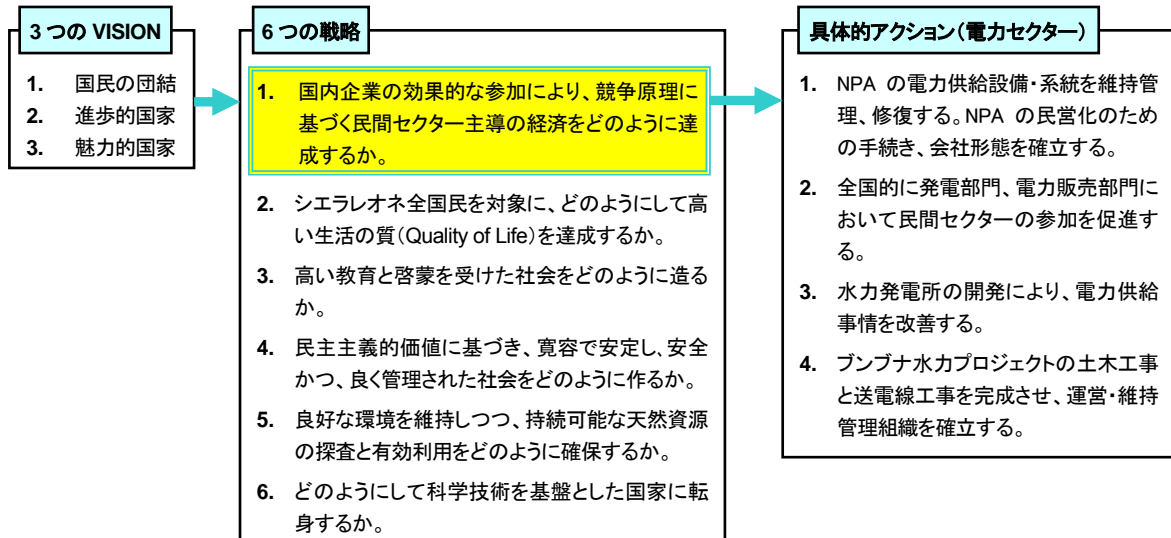 3 つの VISION
1. 国民の団結
2. 進歩的国家
3. 魅力的国家
6 つの戦略
1. 国内企業の効果的な参加により、競争原理に
基づく民間セクター主導の経済をどのように達
成するか。
2. シエラレオネ全国民を対象に、どのようにして高
い生活の質（Quality of Life）を達成するか。
3. 高い教育と啓蒙を受けた社会をどのように造る
か。
4. 民主主義的価値に基づき、寛容で安定し、安全
かつ、良く管理された社会をどのように作るか。
5. 良好な環境を維持しつつ、持続可能な天然資源
の探査と有効利用をどのように確保するか。
6. どのようにして科学技術を基盤とした国家に転
身するか。
具体的アクション（電力セクター）
1. NPA の電力供給設備・系統を維持管
理、修復する。NPA の民営化のため
の手続き、会社形態を確立する。
2. 全国的に発電部門、電力販売部門に
おいて民間セクターの参加を促進す
る。
3. 水力発電所の開発により、電力供給
事情を改善する。
4. ブンブナ水力プロジェクトの土木工事
と送電線工事を完成させ、運営・維持
管理組織を確立する。